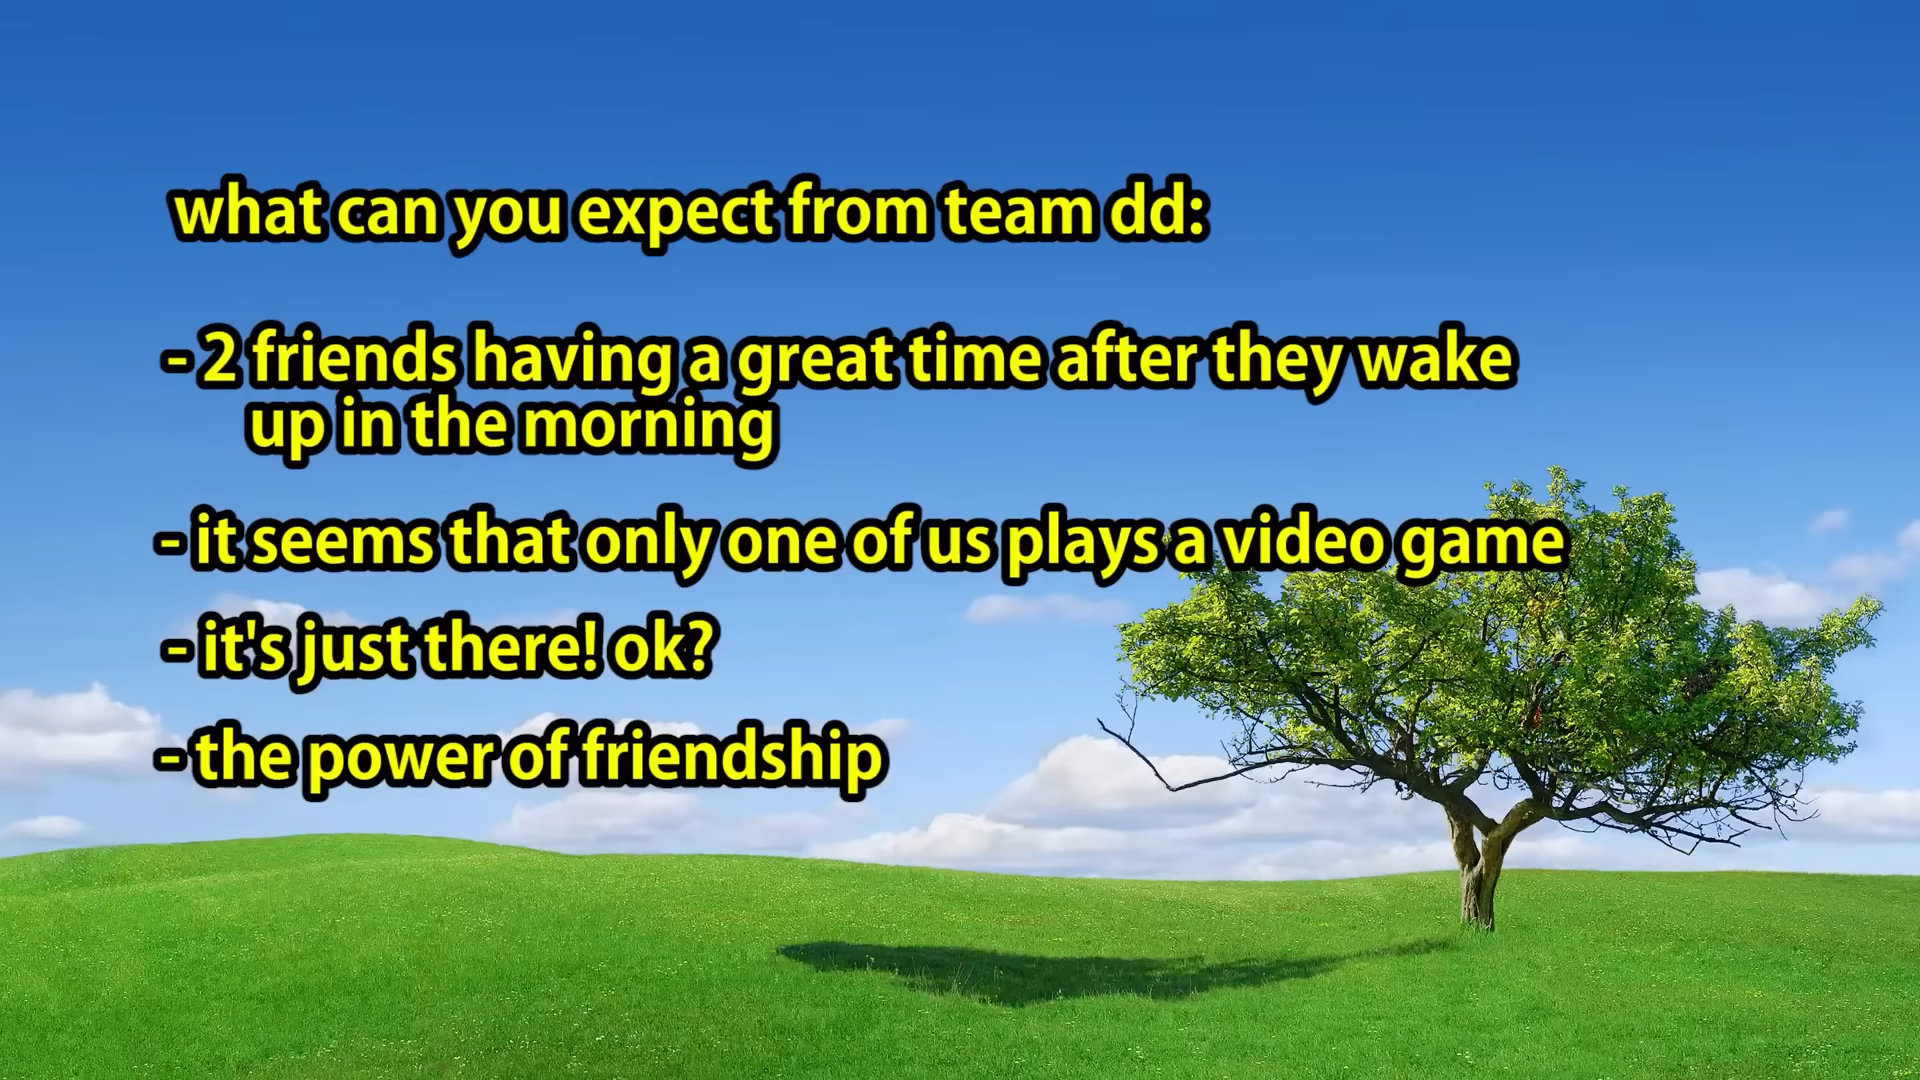 what can you expect from team dd:
- 2 friends having a great time after they wake
up in the morning
- it seems that only one of us plays a video game
- it's just there! ok?
- the power of friendship